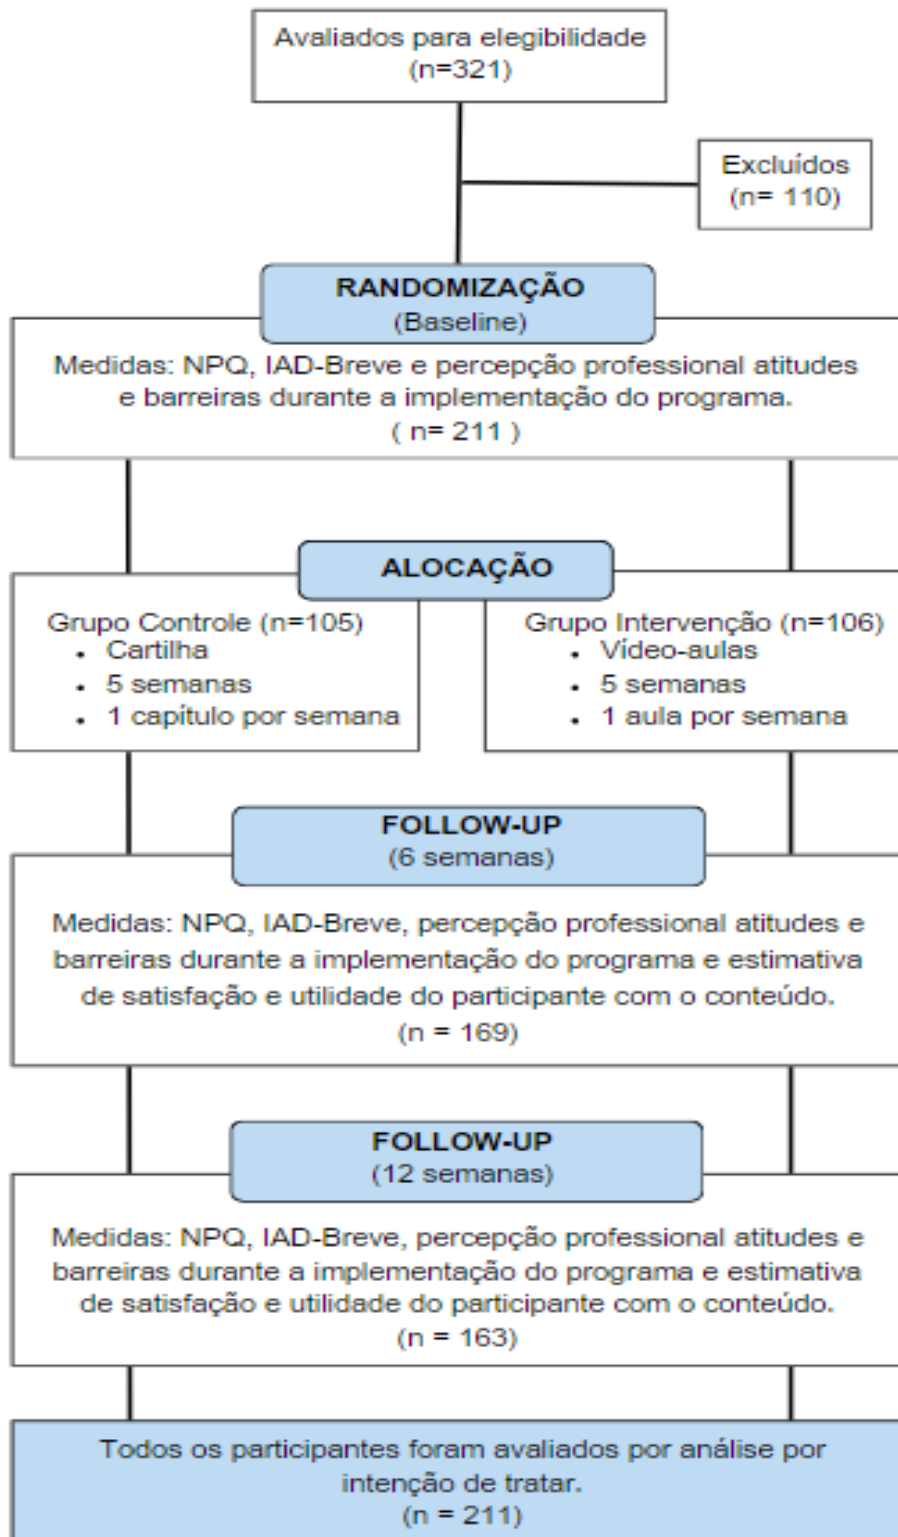 Avaliados para elegibilidade
(n=321)
Excluídos
(n= 110)
RANDOMIZAÇÃO
(Baseline)
Medidas: NPQ, IAD-Breve e percepção professional atitudes
e barreiras durante a implementação do programa.
( n= 211 )
ALOCAÇÃO
Grupo Controle (n=105)
• Cartilha
• 5 semanas
• 1 capítulo por semana
Grupo Intervenção (n=106)
• Vídeo-aulas
• 5 semanas
• 1 aula por semana
FOLLOW-UP
(6 semanas)
Medidas: NPQ, IAD-Breve, percepção professional atitudes e
barreiras durante a implementação do programa e estimativa
de satisfação e utilidade do participante com o conteúdo.
(n = 169)
FOLLOW-UP
(12 semanas)
Medidas: NPQ, IAD-Breve, percepção professional atitudes e
barreiras durante a implementação do programa e estimativa
de satisfação e utilidade do participante com o conteúdo.
(n = 163)
Todos os participantes foram avaliados por análise por
intenção de tratar.
(n = 211)